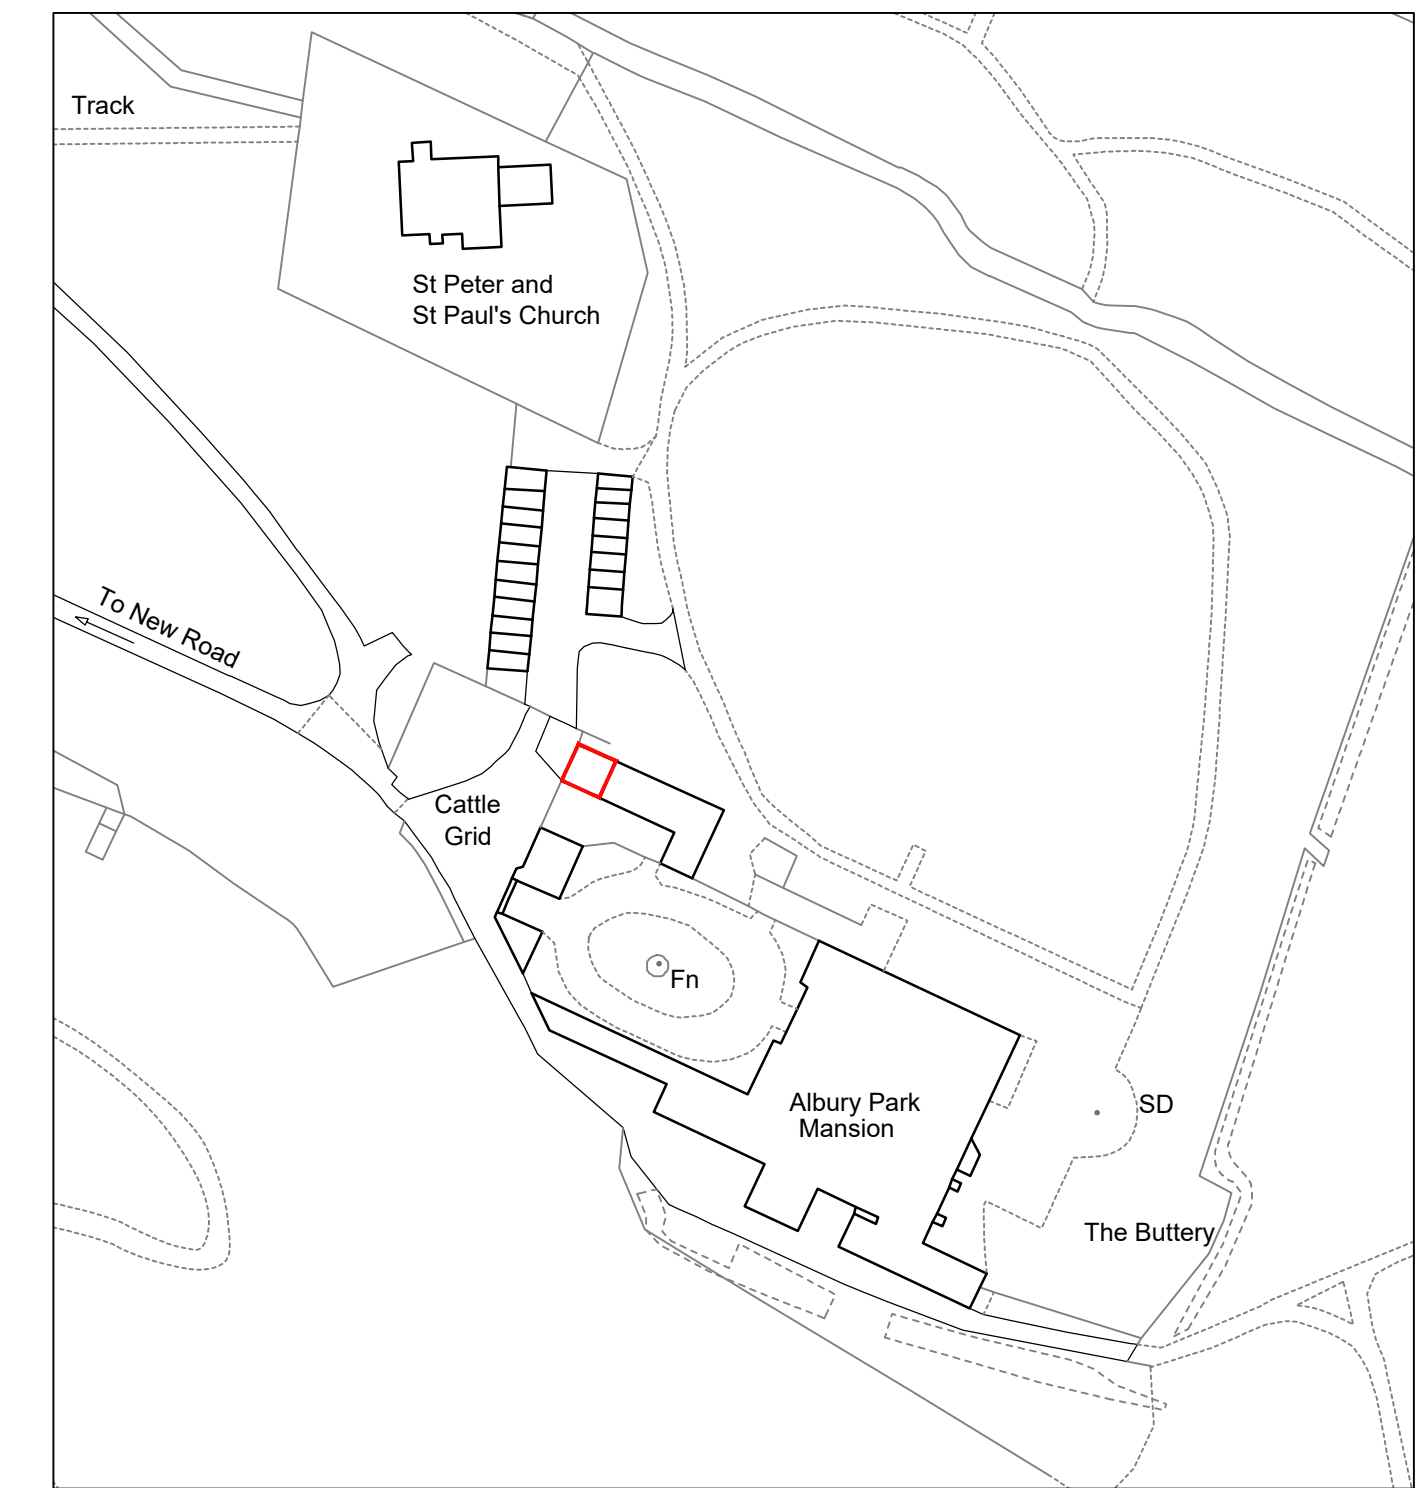 Track
St Peter and
St Paul's Church
To New Road
Cattle
Grid
Fn
Albury Park
Mansion
SD
The Buttery